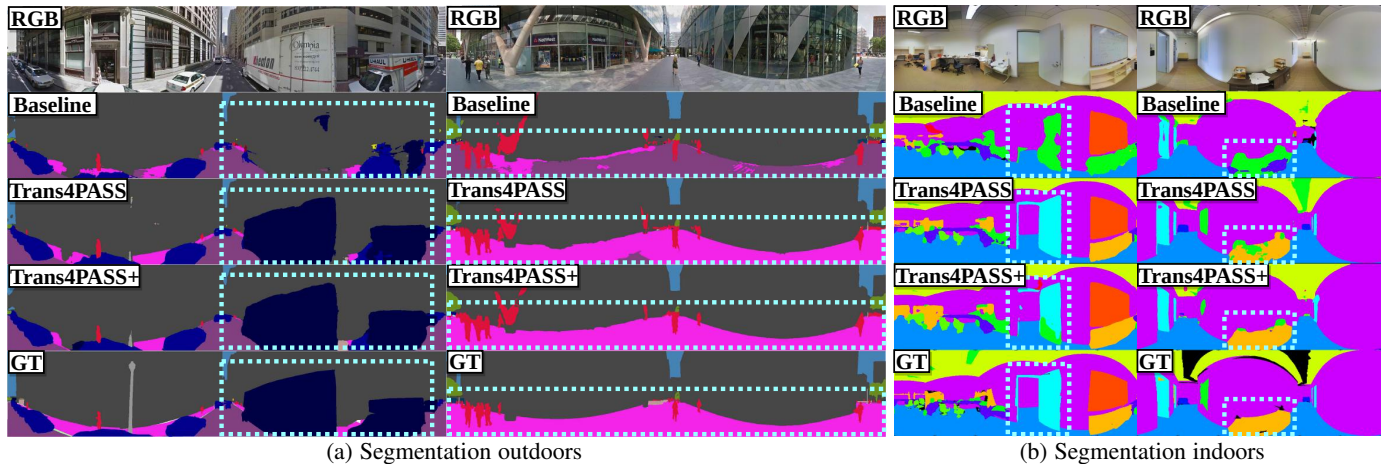 RGB
RGB
RGB
RGB
Baseline
Baseline
Baseline
Baseline
Trans4PASS
Trans4PASS
Trans4PASS
Trans4PASS
Trans4PASS+
Trans4PASS+
Trans4PASS+
Trans4PASS+
GT
GT
GT
GT
(a) Segmentation outdoors
(b) Segmentation indoors